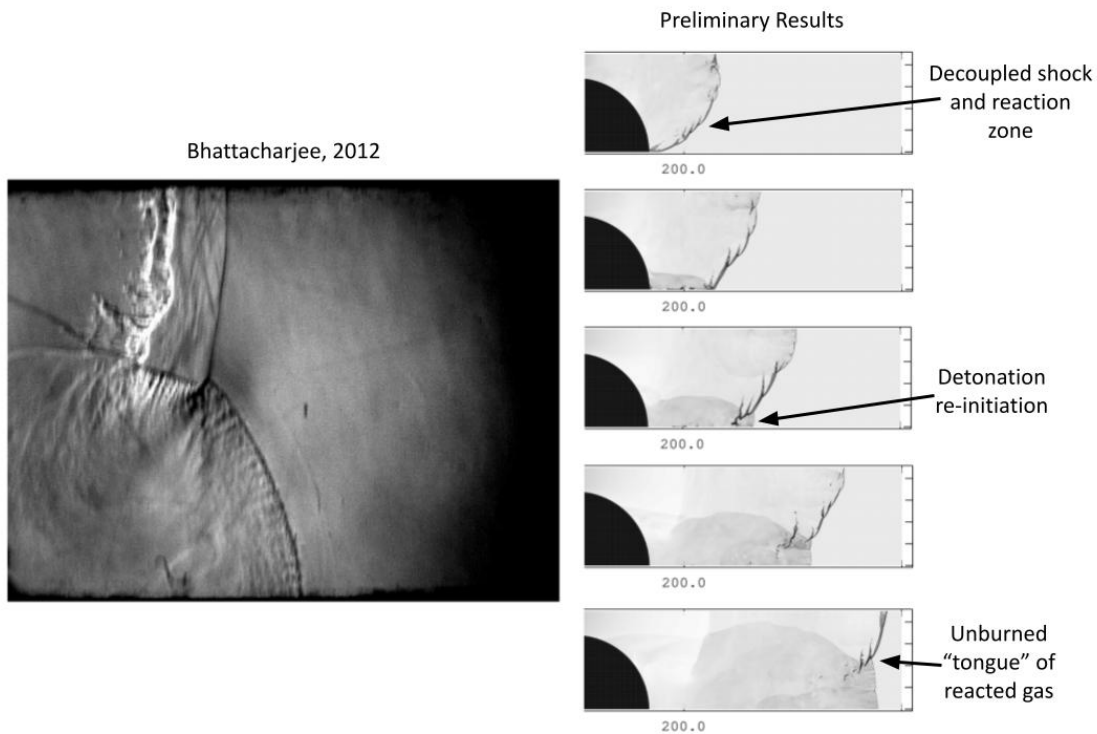 Preliminary Results
Decoupled shock
and reaction
zone
Bhattacharjee, 2012
200.0
200.0
Detonation
re-initiation
200.0
200.0
Unburned
“tongue” of
reacted gas
200.0